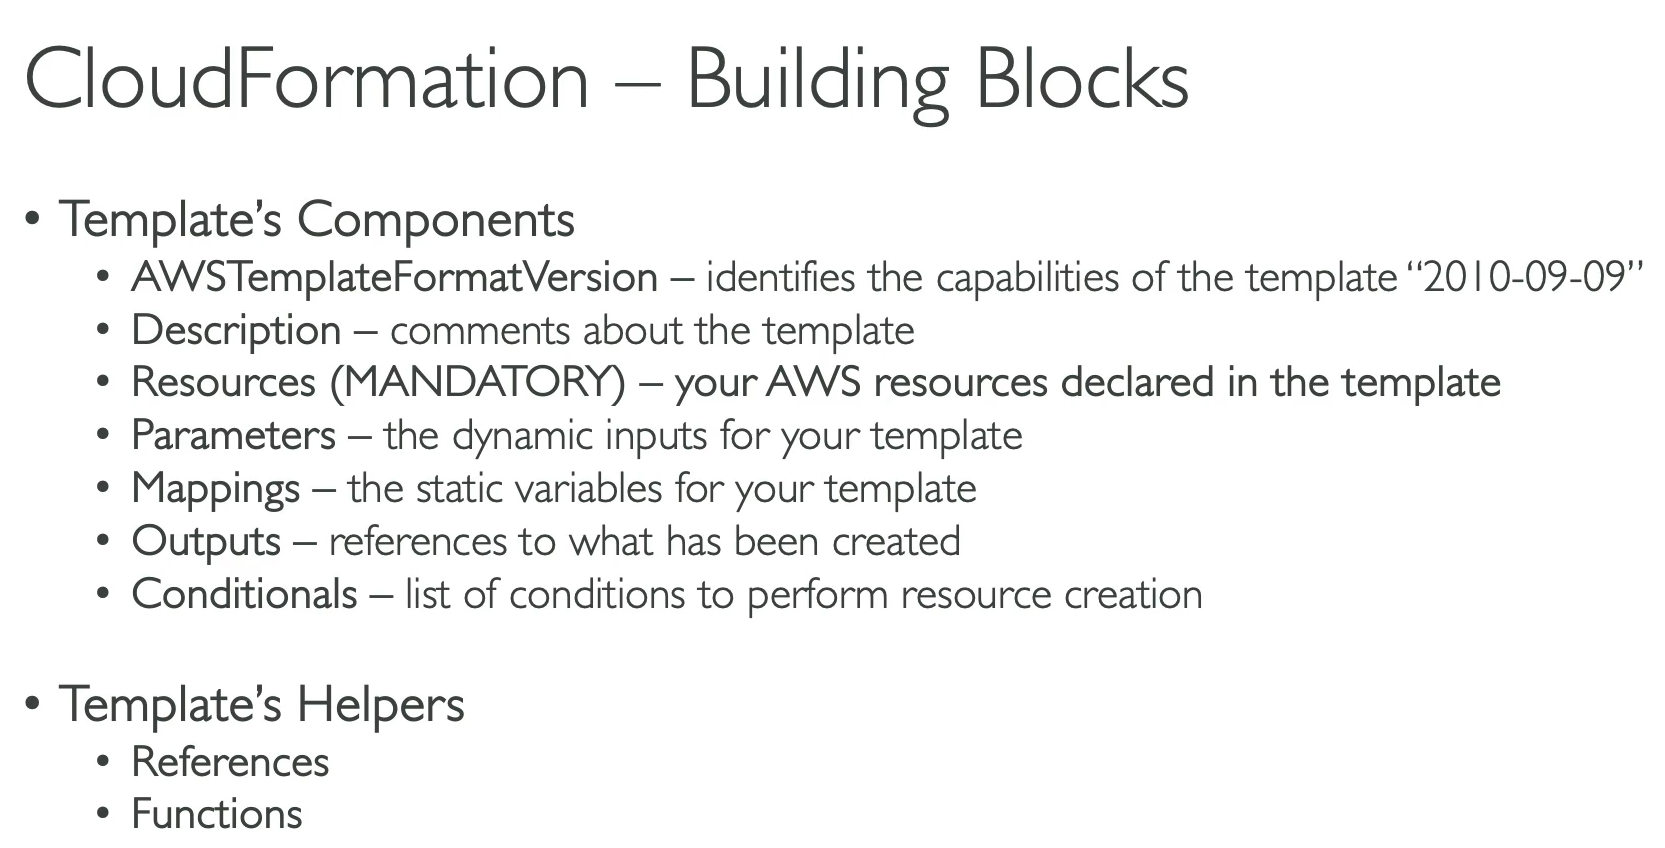 CloudFormation – Building Blocks
• Template’s Components
• AWSTemplateFormatVersion – identifies the capabilities of the template “2010-09-09”
• Description – comments about the template
• Resources (MANDATORY) – your AWS resources declared in the template
• Parameters – the dynamic inputs for your template
• Mappings – the static variables for your template
• Outputs – references to what has been created
• Conditionals – list of conditions to perform resource creation
• Template’s Helpers
• References
• Functions